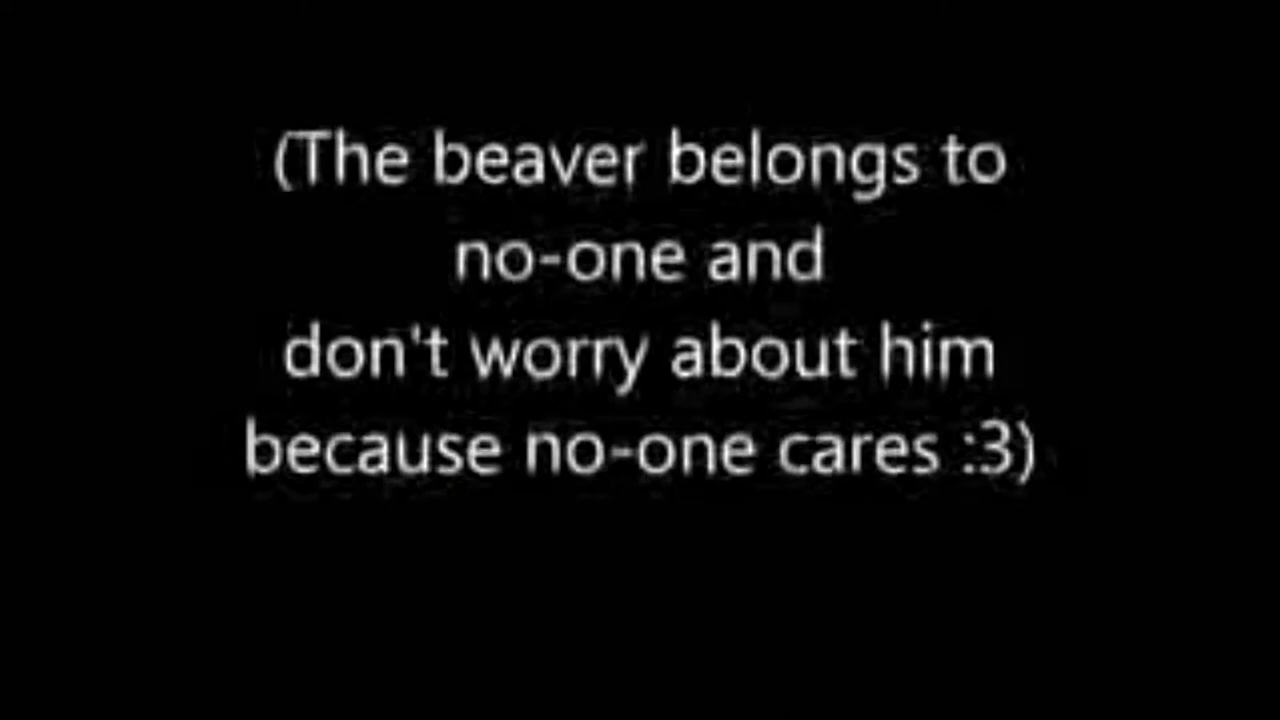 (The beaver belongs to
no-one and
don't worry about him
because no-one cares :3)